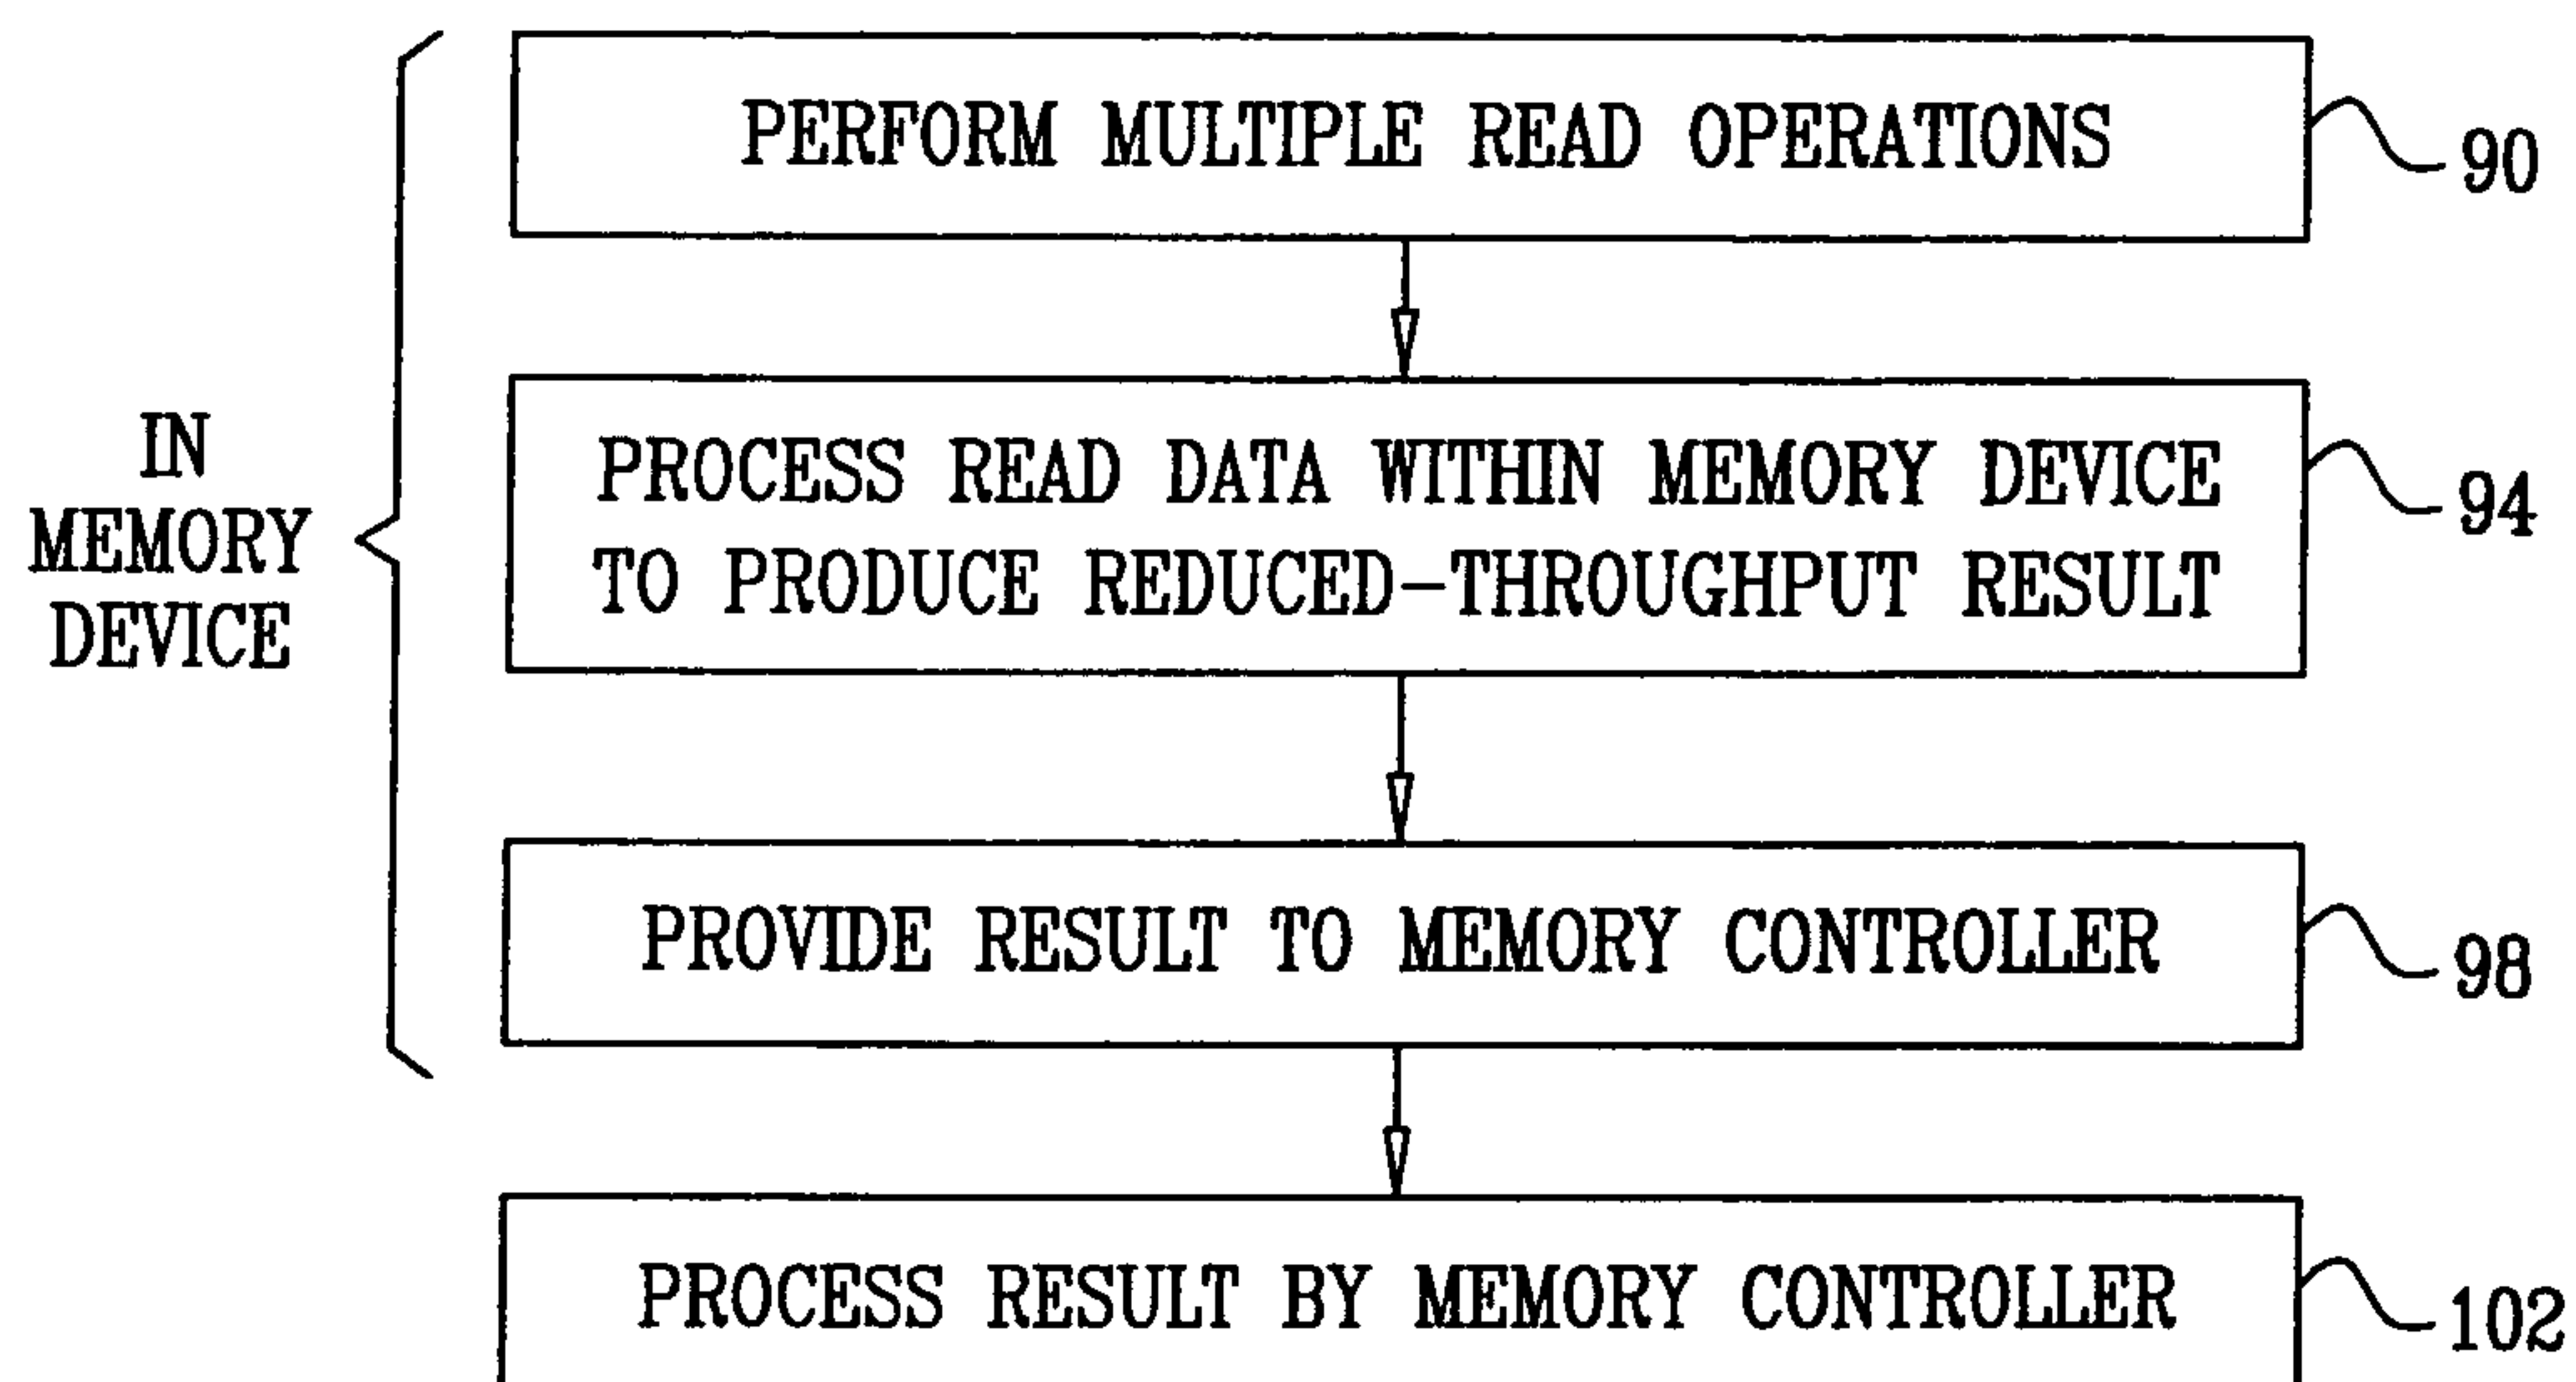 PERFORM MULTIPLE READ OPERATIONS
90
IN
MEMORY
DEVICE
PROCESS READ DATA WITHIN MEMORY DEVICE
TO PRODUCE REDUCED-THROUGHPUT RESULT
94
PROVIDE RESULT TO MEMORY CONTROLLER
98
PROCESS RESULT BY MEMORY CONTROLLER
102